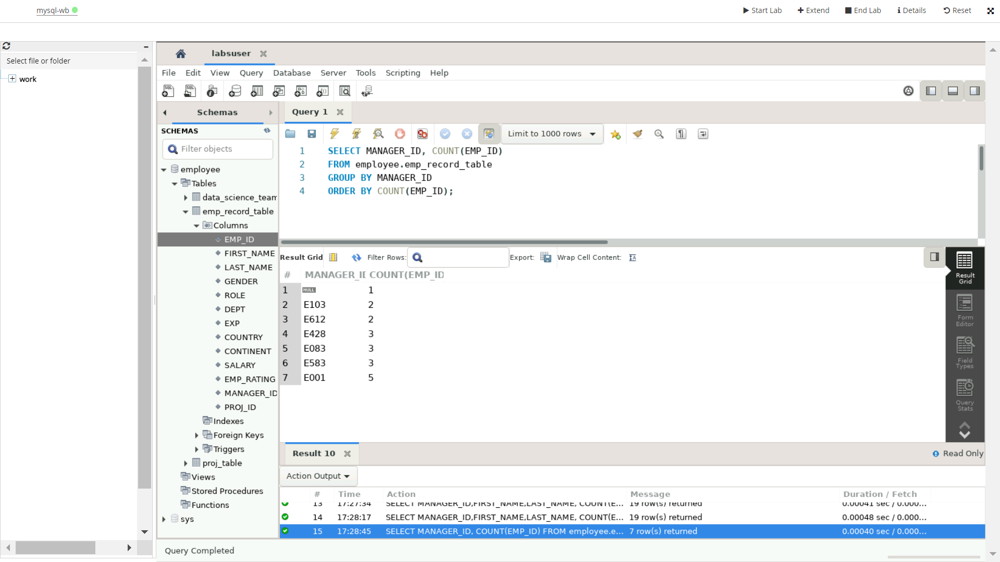 mysql-wb
Start Lab
Extend
End Lab
Details
Reset
Select file or folder
work
labsuser
File Edit View Query Database Server Tools Scripting Help
Schemas
Query 1
SCHEMAS
Filter objects
employee
Tables
data_science_team
emp_record_table
Columns
EMP_ID
FIRST_NAME
LAST_NAME
GENDER
ROLE
DEPT
EXP
COUNTRY
CONTINENT
SALARY
EMP_RATING
MANAGER_ID
PROJ_ID
Indexes
Foreign Keys
Triggers
proj_table
Views
Stored Procedures
Functions
sys
Limit to 1000 rows
1 SELECT MANAGER_ID, COUNT(EMP_ID)
2 FROM employee.emp_record_table
3 GROUP BY MANAGER_ID
4 ORDER BY COUNT(EMP_ID);
Result Grid
Filter Rows:
Export:
Wrap Cell Content:
# MANAGER_ID COUNT(EMP_ID
1 NULL 1
2 E103 2
3 E612 2
4 E428 3
5 E083 3
6 E583 3
7 E001 5
Result
Grid
Form
Editor
Field
Types
Query
Stats
Result 10
Read Only
Action Output
# Time Action Message Duration / Fetch
13 17:27:34 SELECT MANAGER_ID,FIRST_NAME,LAST_NAME, COUNT(E... 19 row(s) returned 0.00041 sec / 0.000...
14 17:28:17 SELECT MANAGER_ID,FIRST_NAME,LAST_NAME, COUNT(E... 19 row(s) returned 0.00048 sec / 0.000...
15 17:28:45 SELECT MANAGER_ID, COUNT(EMP_ID) FROM employee.e... 7 row(s) returned 0.00040 sec / 0.000...
Query Completed